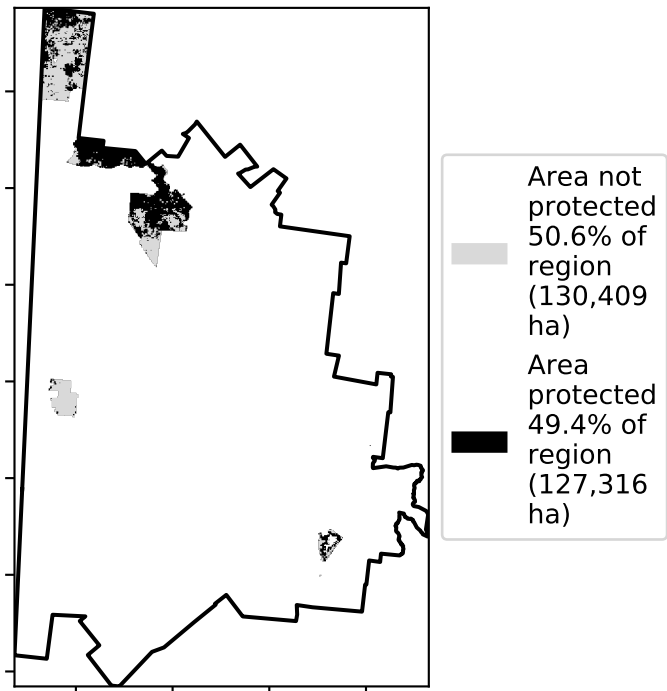 Area not
protected
50.6% of
region
(130,409
ha)
Area
protected
49.4% of
region
(127,316
ha)